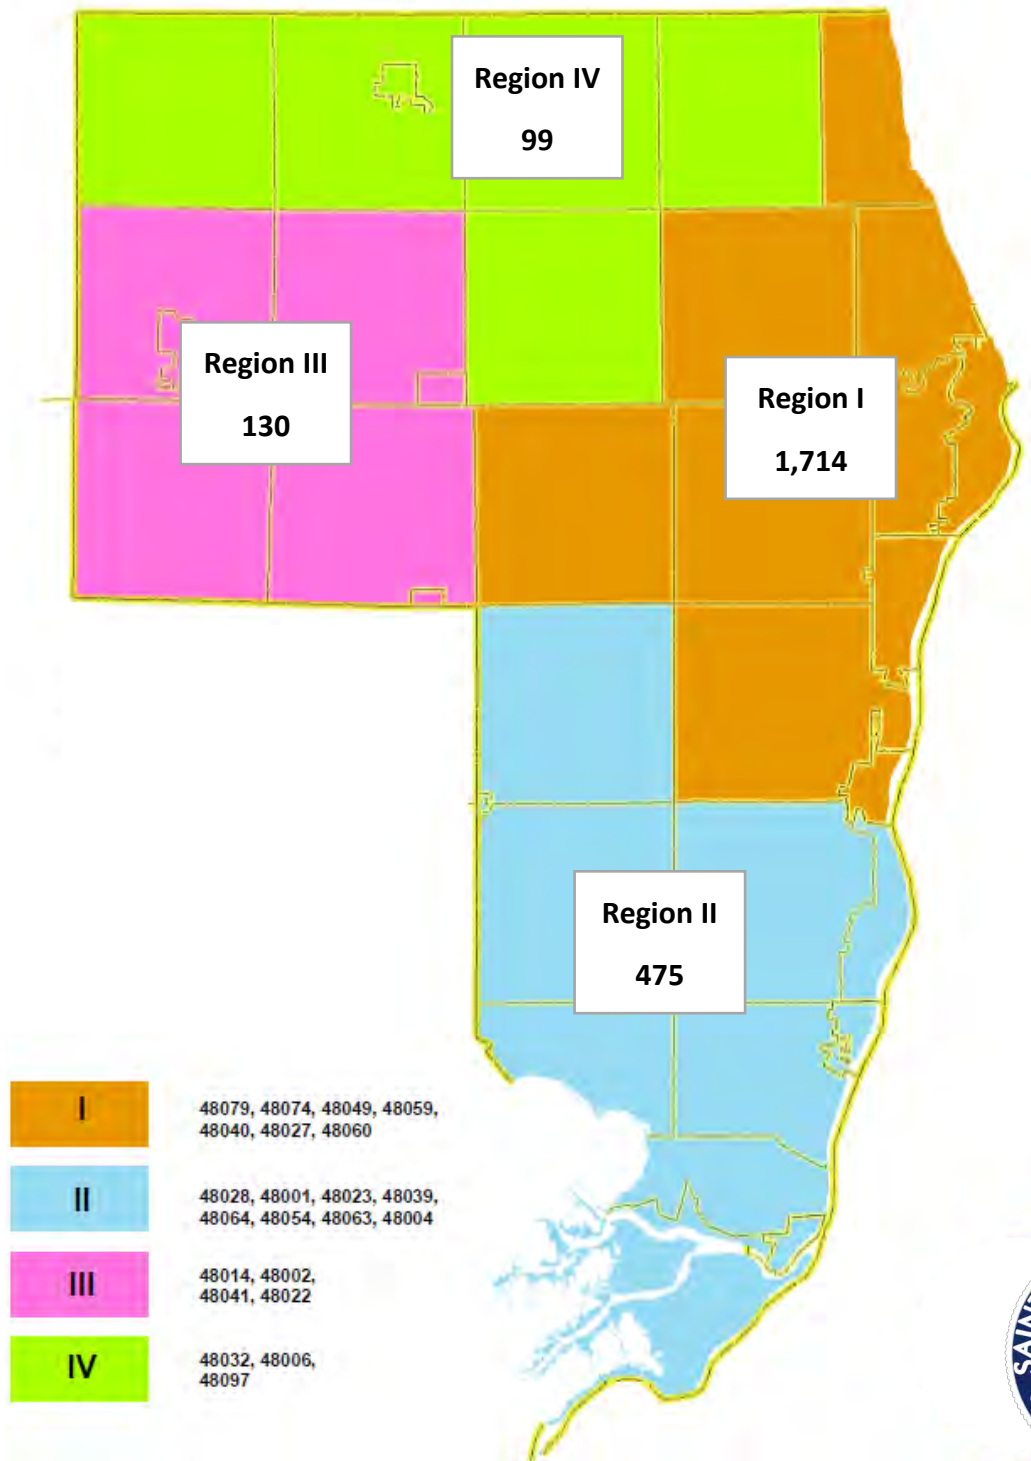 Region IV
99
Region III
130
Region I
1,714
Region II
475
I
48079, 48074, 48049, 48059,
48040, 48027, 48060
II
48028, 48001, 48023, 48039,
48064, 48054, 48063, 48004
III
48014, 48002,
48041, 48022
IV
48032, 48006,
48097